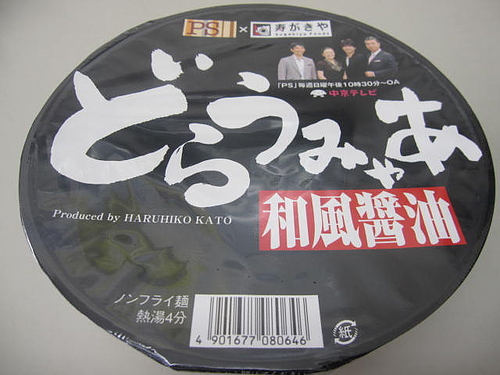 PS × 寿がきや
Sugakiya Foods
「PS」毎週日曜午後10時30分～OA
中京テレビ
どらうみゃあ
Produced by HARUHIKO KATO
和風醤油
ノンフライ麺
熱湯4分
4 901677 080646
紙